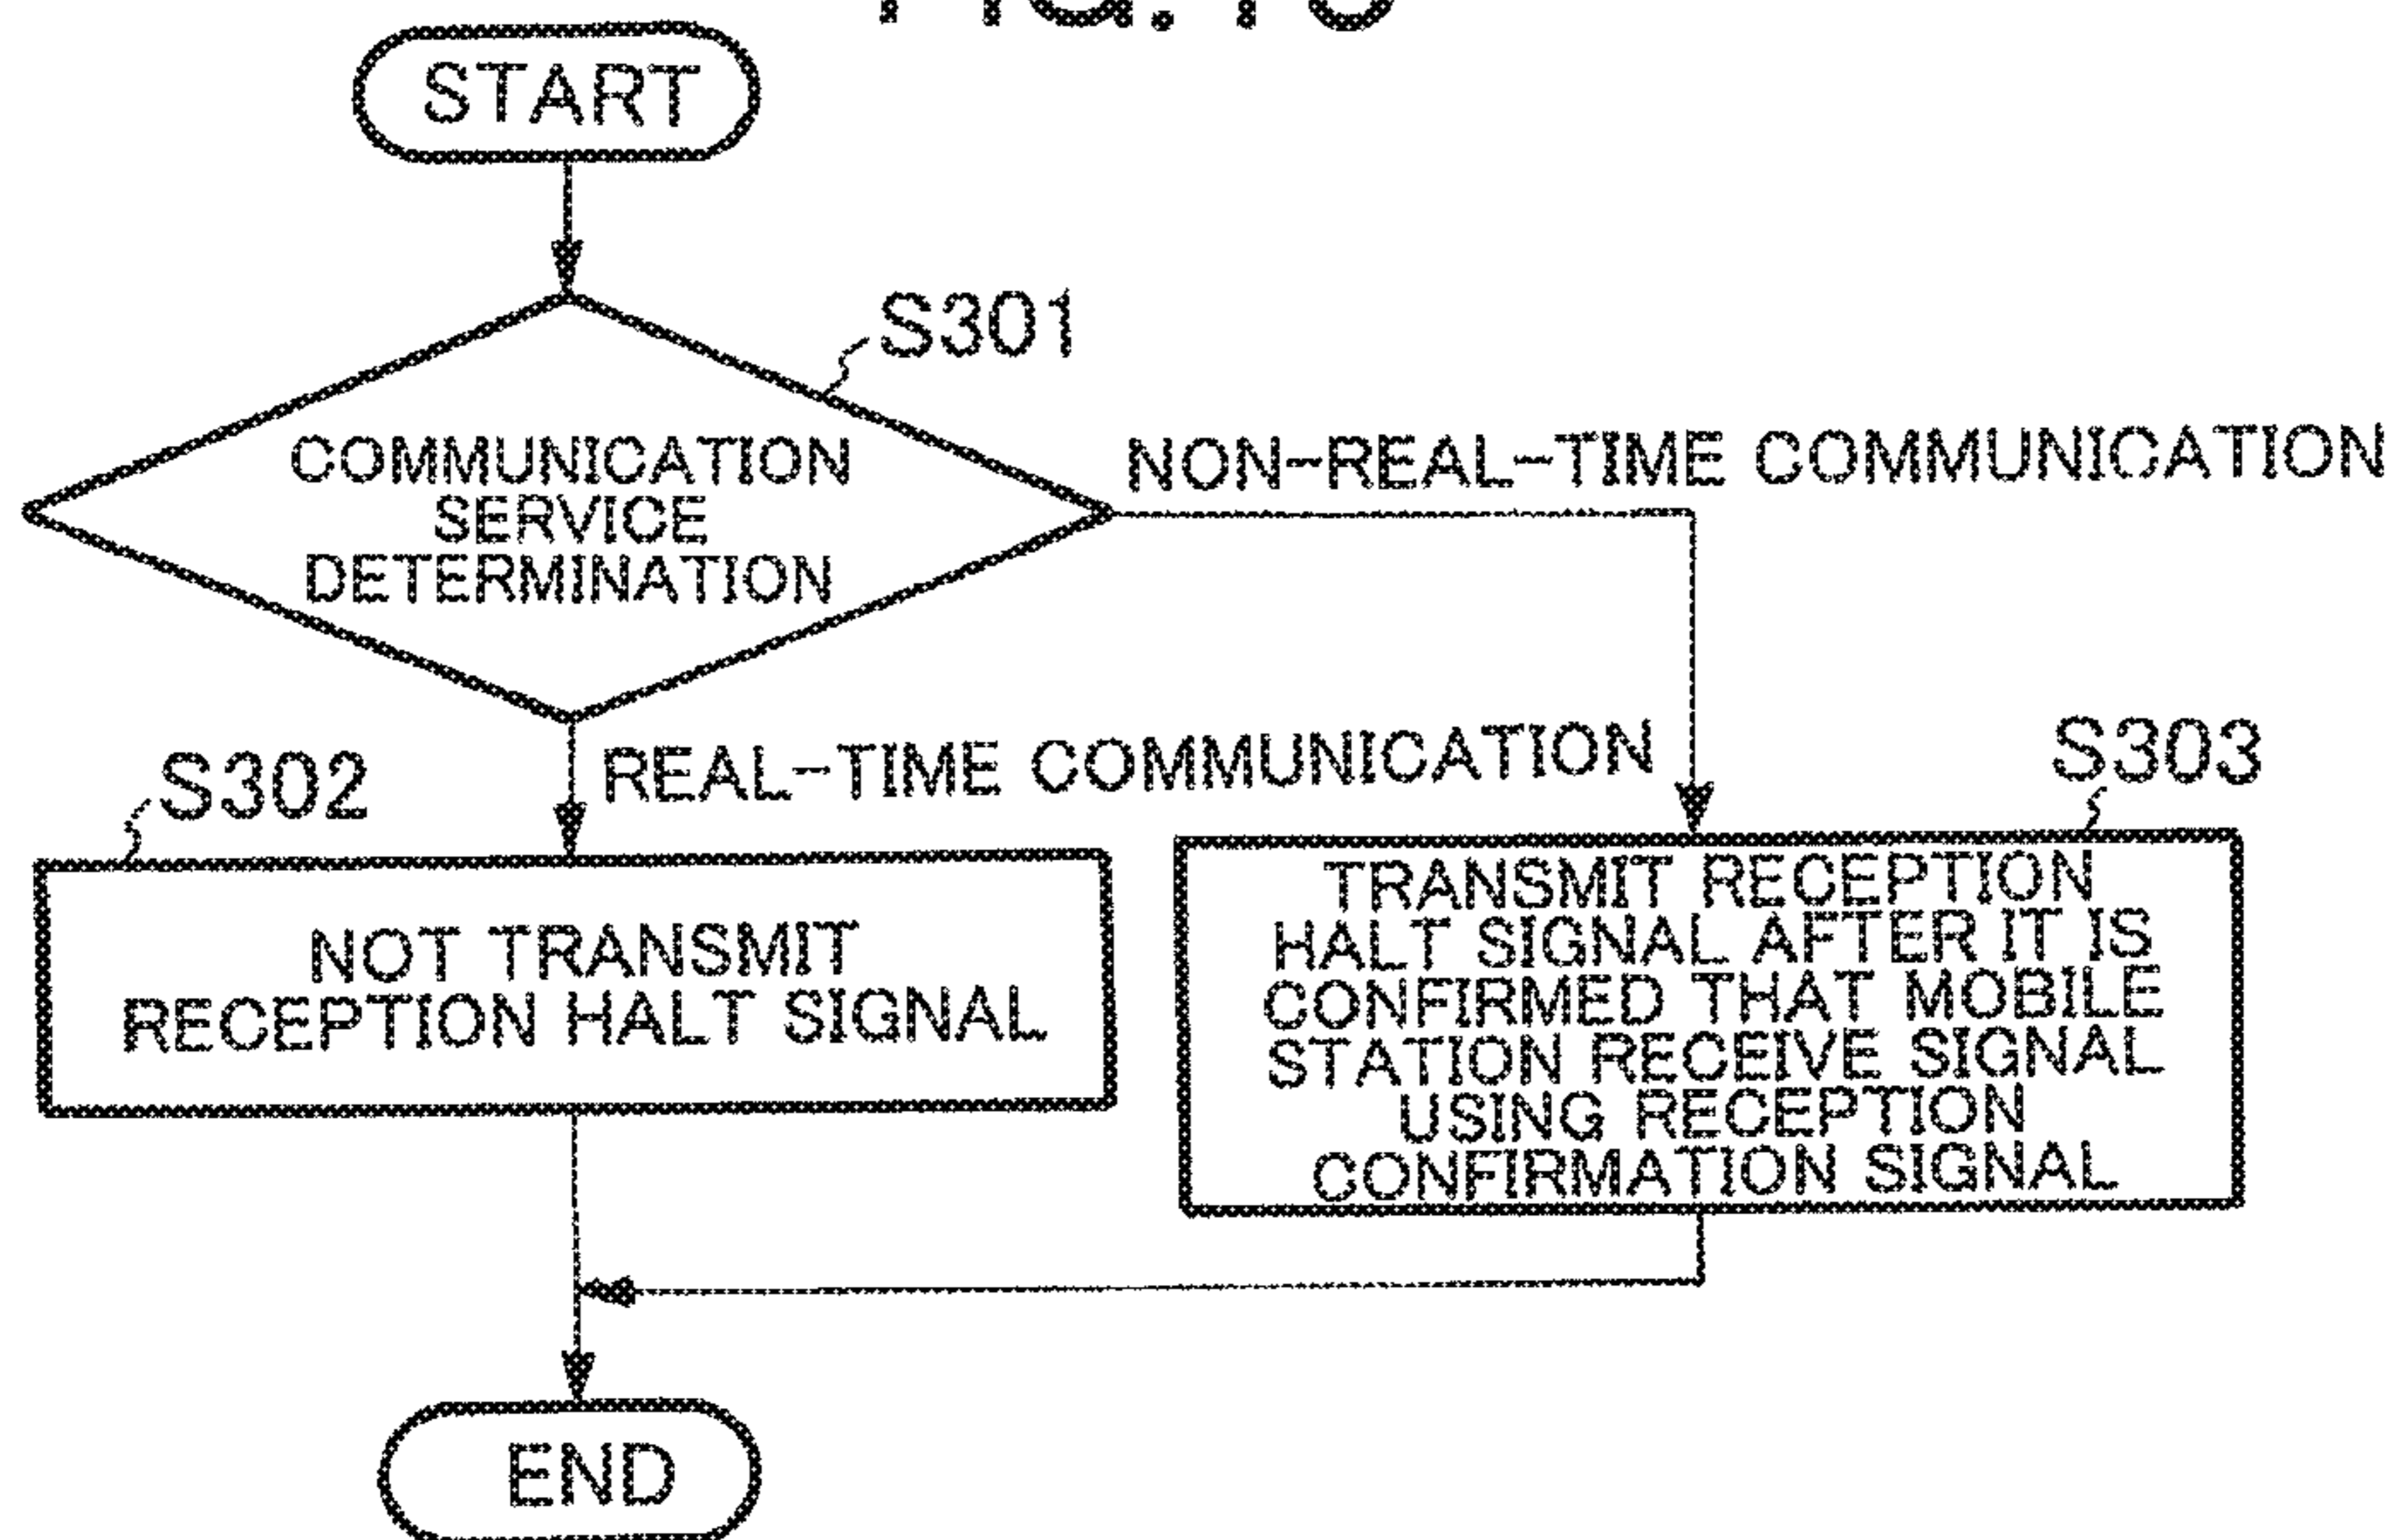 START
S301
COMMUNICATION
SERVICE
DETERMINATION
NON-REAL-TIME COMMUNICATION
REAL-TIME COMMUNICATION
S302
NOT TRANSMIT
RECEPTION HALT SIGNAL
S303
TRANSMIT RECEPTION
HALT SIGNAL AFTER IT IS
CONFIRMED THAT MOBILE
STATION RECEIVE SIGNAL
USING RECEPTION
CONFIRMATION SIGNAL
END